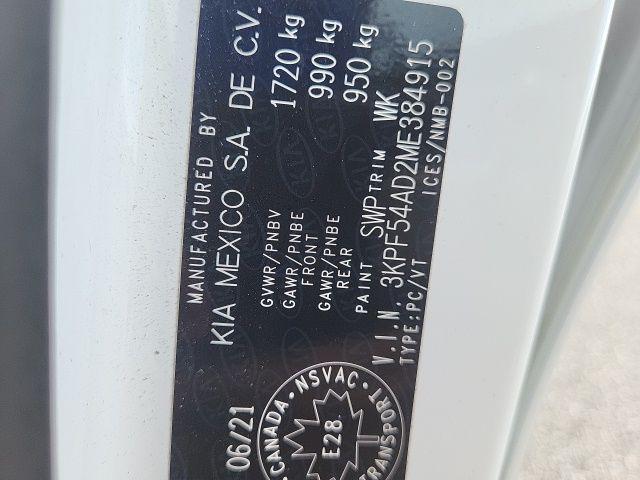 MANUFACTURED BY
KIA MEXICO S.A. DE C.V.
06/21
GVWR/PNBV 1720 kg
GAWR/PNBE FRONT 990 kg
GAWR/PNBE REAR 950 kg
PAINT SWP TRIM WK
V.I.N. 3KPF54AD2ME384915
TYPE:PC/VT ICES/NMB-002
CANADA · NSVAC · TRANSPORT
E28